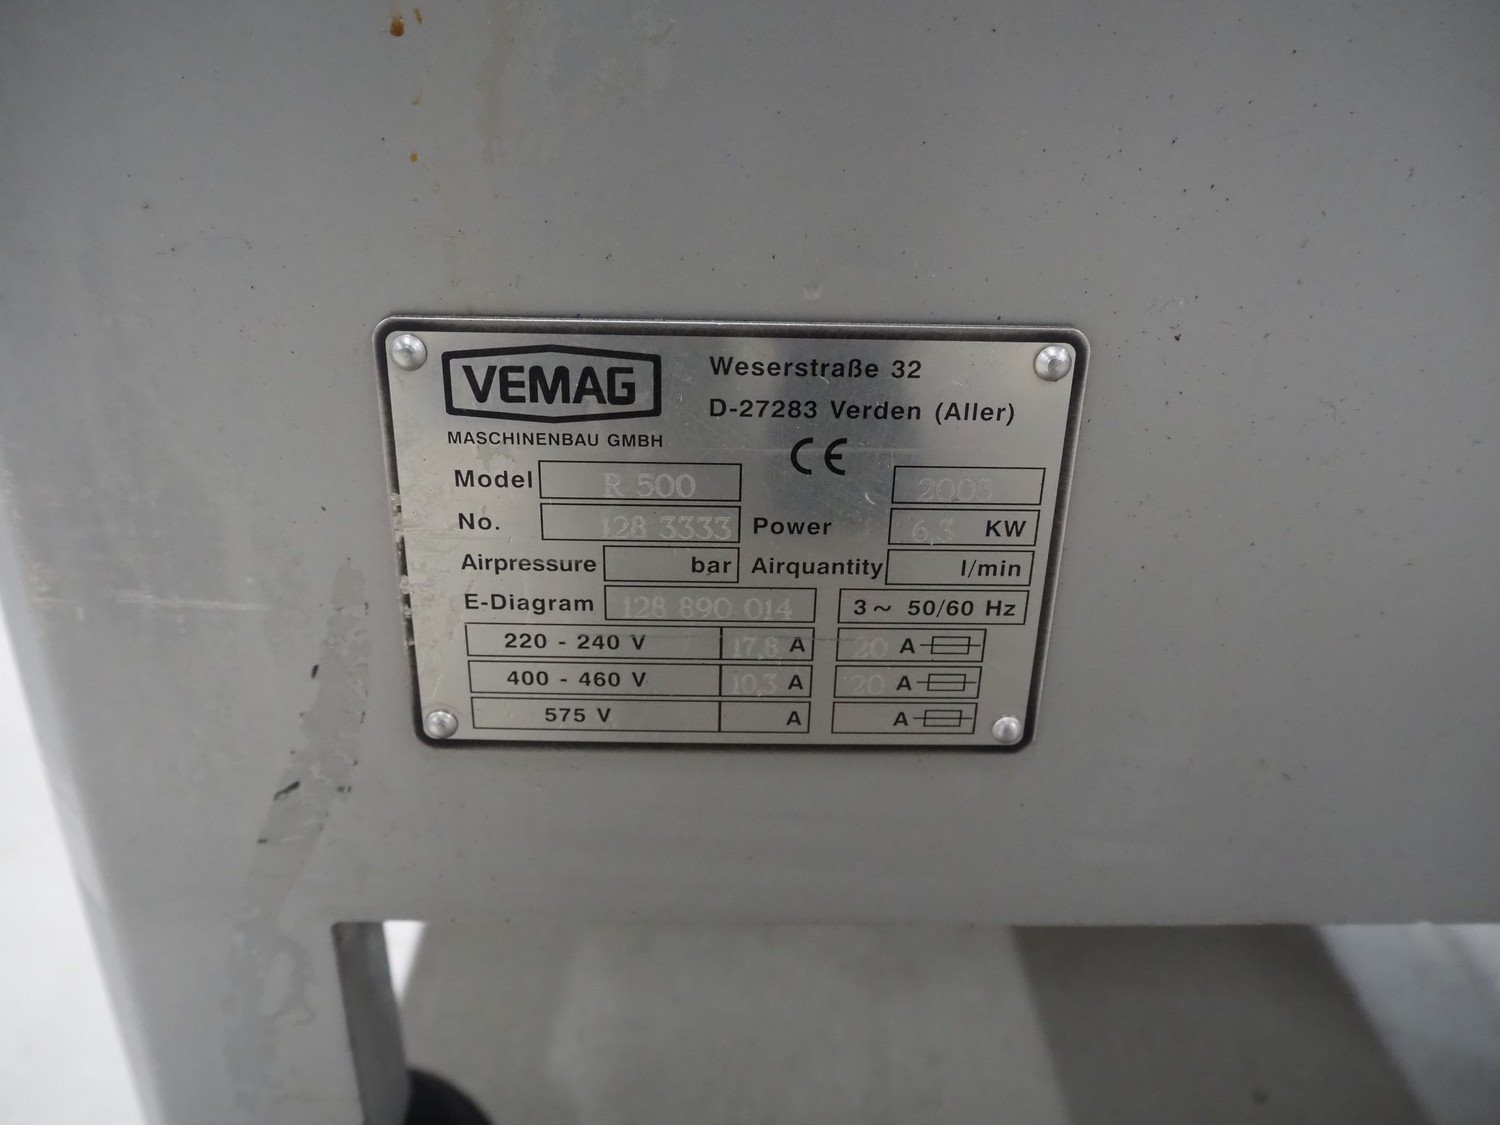 VEMAG
MASCHINENBAU GMBH
Weserstraße 32
D-27283 Verden (Aller)
CE
Model R 500
No. 128 3333 Power 6,3 KW
Airpressure bar Airquantity l/min
E-Diagram 128 890 014 3 ~ 50/60 Hz
220 - 240 V 17,8 A 20 A
400 - 460 V 10,3 A 20 A
575 V A A